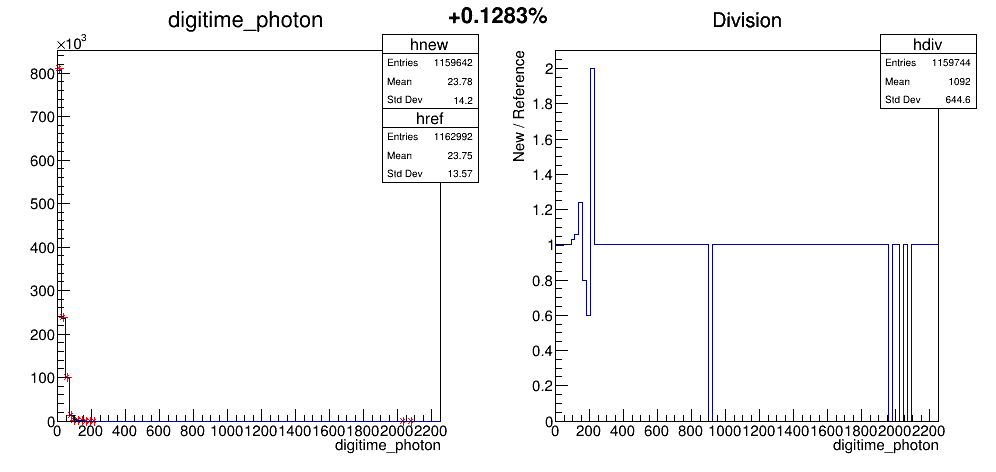 +0.1283%
digitime_photon
×10³
hnew
Entries 1159642
Mean 23.78
Std Dev 14.2
href
Entries 1162992
Mean 23.75
Std Dev 13.57
800
700
600
500
400
300
200
100
0
0 200 400 600 800 1000 1200 1400 1600 1800 2000 2200
digitime_photon
Division
hdiv
Entries 1159744
Mean 1092
Std Dev 644.6
New / Reference
2
1.8
1.6
1.4
1.2
1
0.8
0.6
0.4
0.2
0
0 200 400 600 800 1000 1200 1400 1600 1800 2000 2200
digitime_photon